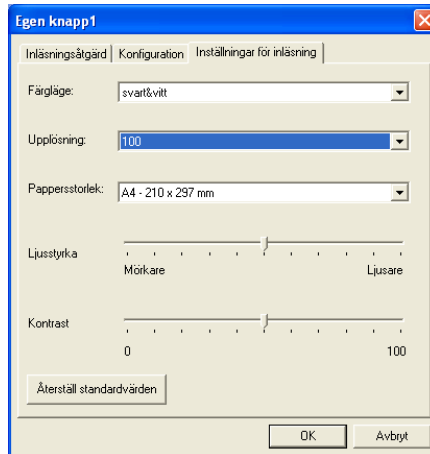 Egen knapp1
Inläsningsåtgärd Konfiguration Inställningar för inläsning
Färgläge: svart&vitt
Upplösning: 100
Pappersstorlek: A4 - 210 x 297 mm
Ljusstyrka
Mörkare Ljusare
Kontrast
0 100
Återställ standardvärden
OK Avbryt